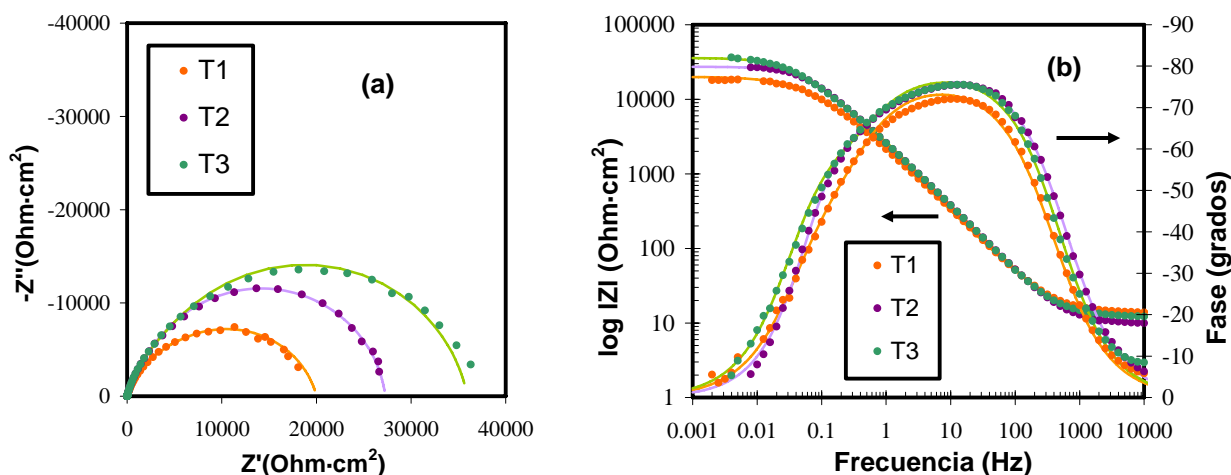 -40000
-30000
-20000
-10000
0
0 10000 20000 30000 40000
-Z''(Ohm·cm²)
Z'(Ohm·cm²)
T1
T2
T3
(a)
100000
10000
1000
100
10
1
0.001 0.01 0.1 1 10 100 1000 10000
log IZI (Ohm·cm²)
Frecuencia (Hz)
T1
T2
T3
(b)
-90
-80
-70
-60
-50
-40
-30
-20
-10
0
Fase (grados)